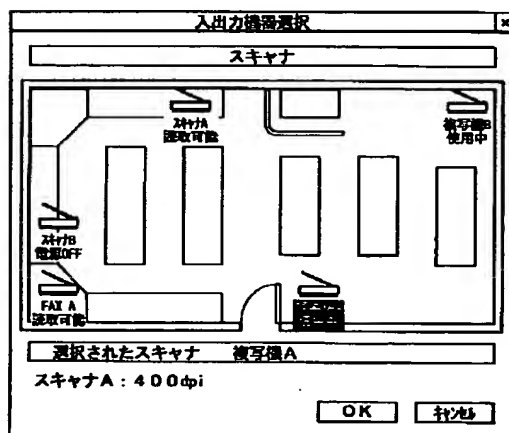 入出力機器選択 ×
スキャナ
スキャナA
読取可能
複写機B
使用中
スキャナB
電源OFF
FAX A
読取可能
選択されたスキャナ 複写機A
スキャナA：400dpi
OK キャンセル